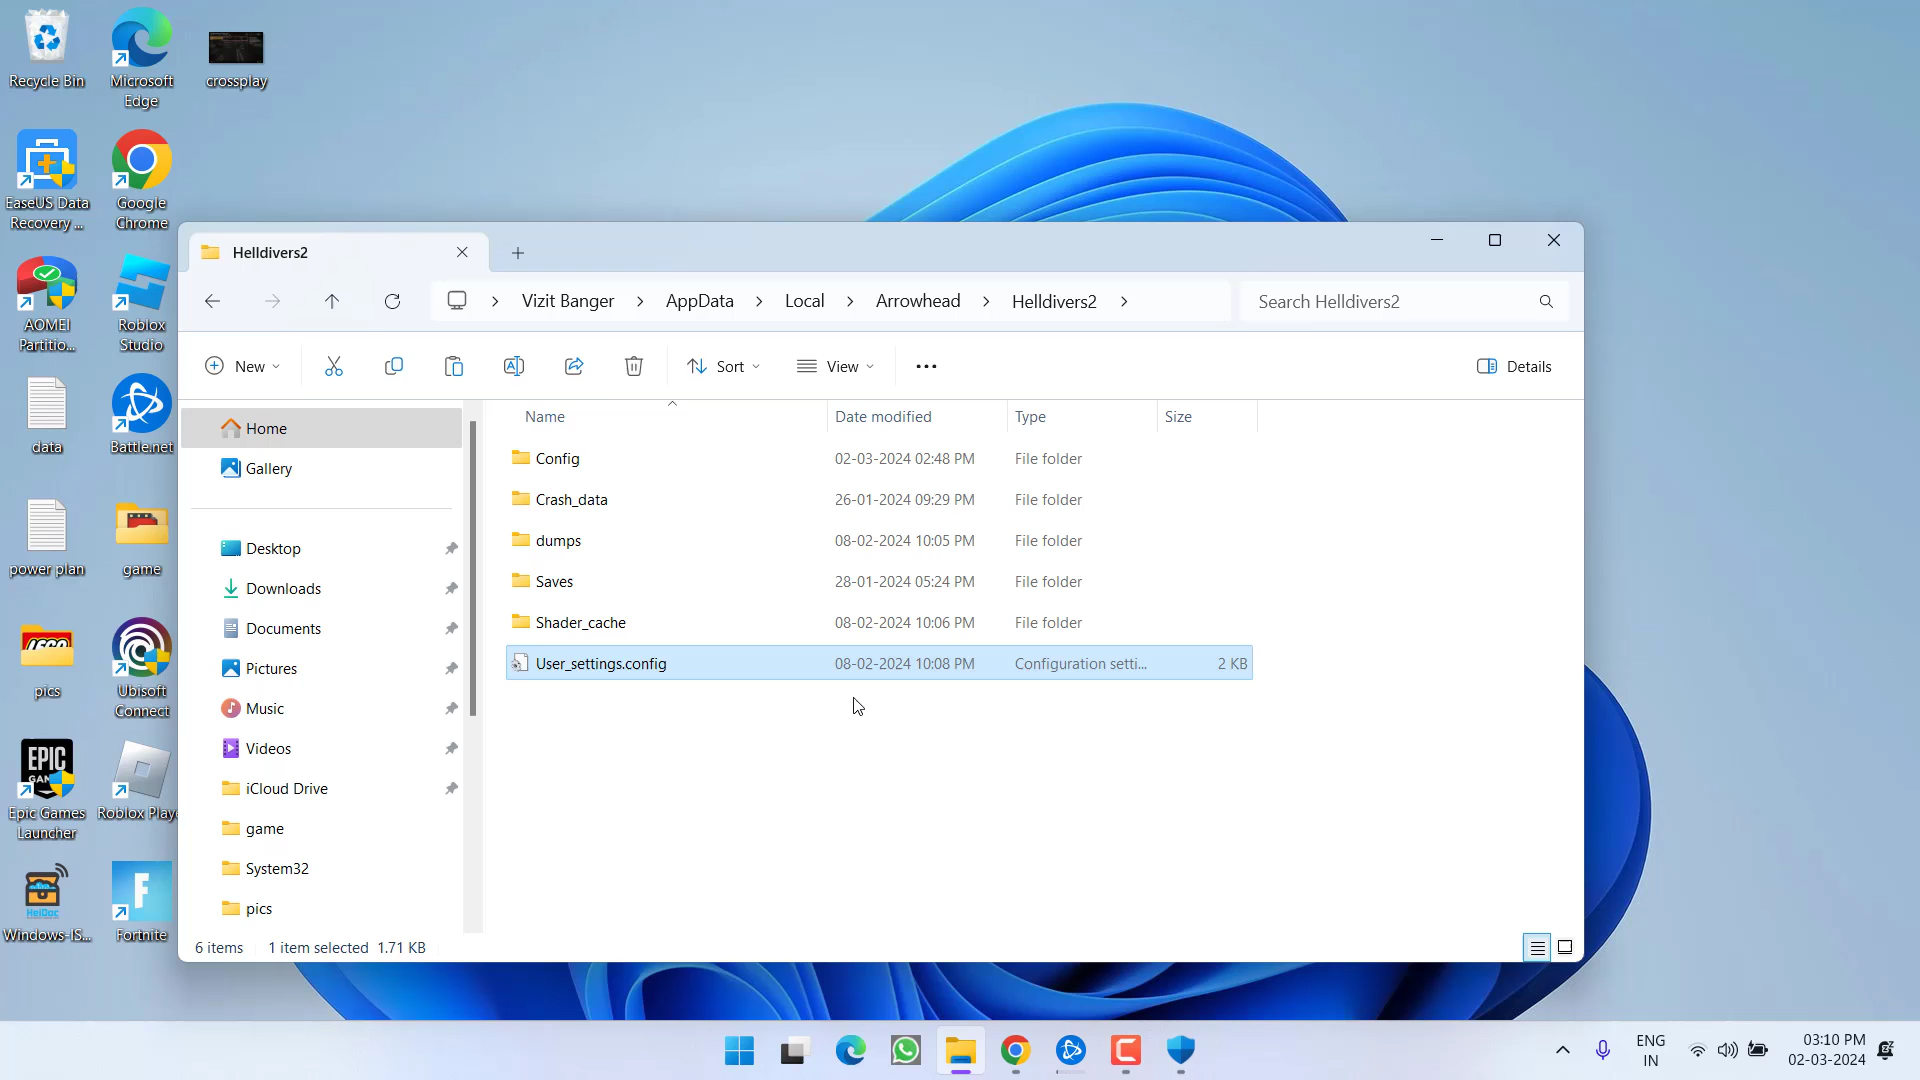 Recycle Bin
Microsoft
Edge
crossplay
EaseUS Data
Recovery ...
Google
Chrome
AOMEI
Partitio...
Roblox
Studio
data
Battle.net
power plan
game
LEGO
pics
Ubisoft
Connect
EPIC
Epic Games
Launcher
Roblox Playe
HeiDoc
Windows-IS...
Fortnite
Helldivers2
Vizit Banger
AppData
Local
Arrowhead
Helldivers2
Search Helldivers2
New
Sort
View
Details
Home
Gallery
Desktop
Downloads
Documents
Pictures
Music
Videos
iCloud Drive
game
System32
pics
Name Date modified Type Size
Config 02-03-2024 02:48 PM File folder
Crash_data 26-01-2024 09:29 PM File folder
dumps 08-02-2024 10:05 PM File folder
Saves 28-01-2024 05:24 PM File folder
Shader_cache 08-02-2024 10:06 PM File folder
User_settings.config 08-02-2024 10:08 PM Configuration setti... 2 KB
6 items 1 item selected 1.71 KB
ENG
IN
03:10 PM
02-03-2024